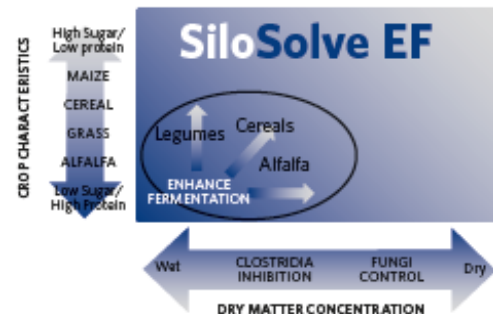 High Sugar/
Low protein
MAIZE
CEREAL
GRASS
ALFALFA
Low Sugar/
High Protein
CROP CHARACTERISTICS
SiloSolve EF
Legumes
Cereals
Alfalfa
ENHANCE
FERMENTATION
Wet
CLOSTRIDIA
INHIBITION
FUNGI
CONTROL
Dry
DRY MATTER CONCENTRATION